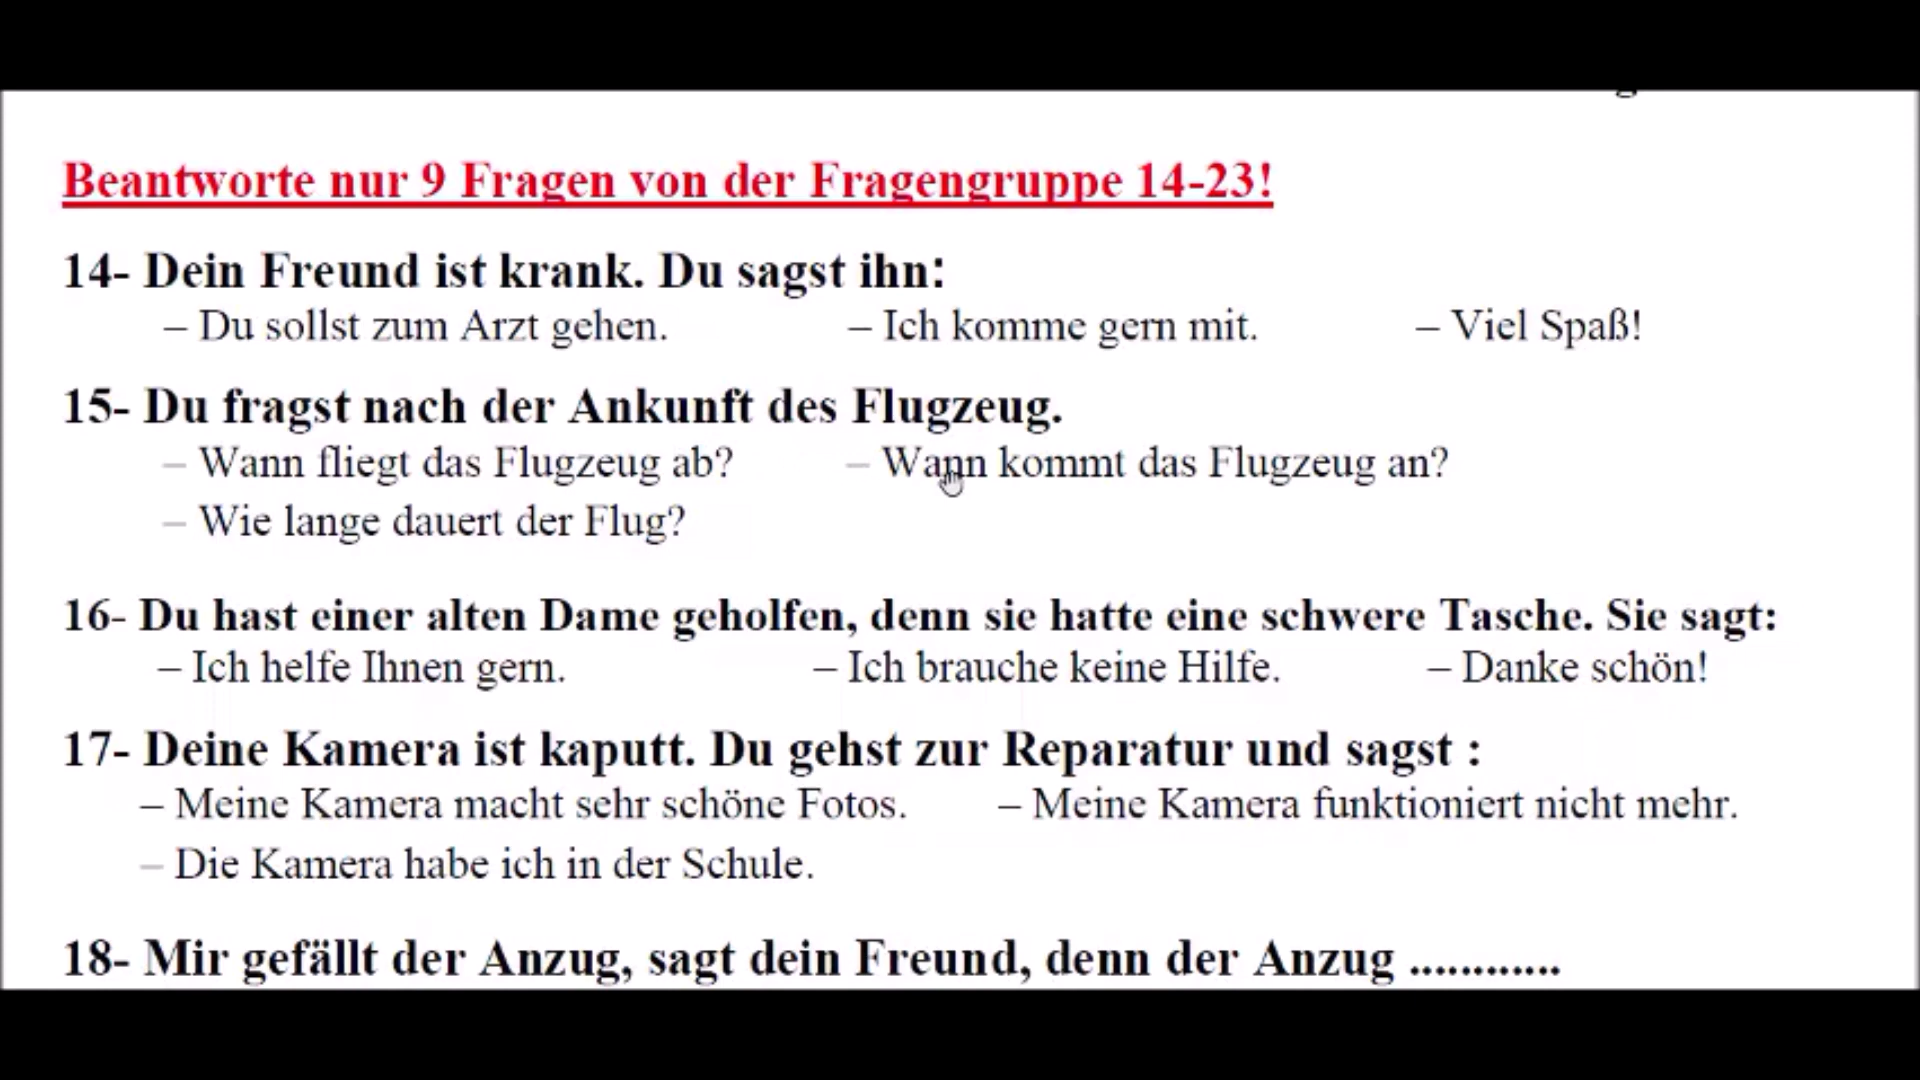 Beantworte nur 9 Fragen von der Fragengruppe 14-23!
14- Dein Freund ist krank. Du sagst ihn:
– Du sollst zum Arzt gehen. – Ich komme gern mit. – Viel Spaß!
15- Du fragst nach der Ankunft des Flugzeug.
– Wann fliegt das Flugzeug ab? – Wann kommt das Flugzeug an?
– Wie lange dauert der Flug?
16- Du hast einer alten Dame geholfen, denn sie hatte eine schwere Tasche. Sie sagt:
– Ich helfe Ihnen gern. – Ich brauche keine Hilfe. – Danke schön!
17- Deine Kamera ist kaputt. Du gehst zur Reparatur und sagst :
– Meine Kamera macht sehr schöne Fotos. – Meine Kamera funktioniert nicht mehr.
– Die Kamera habe ich in der Schule.
18- Mir gefällt der Anzug, sagt dein Freund, denn der Anzug ............